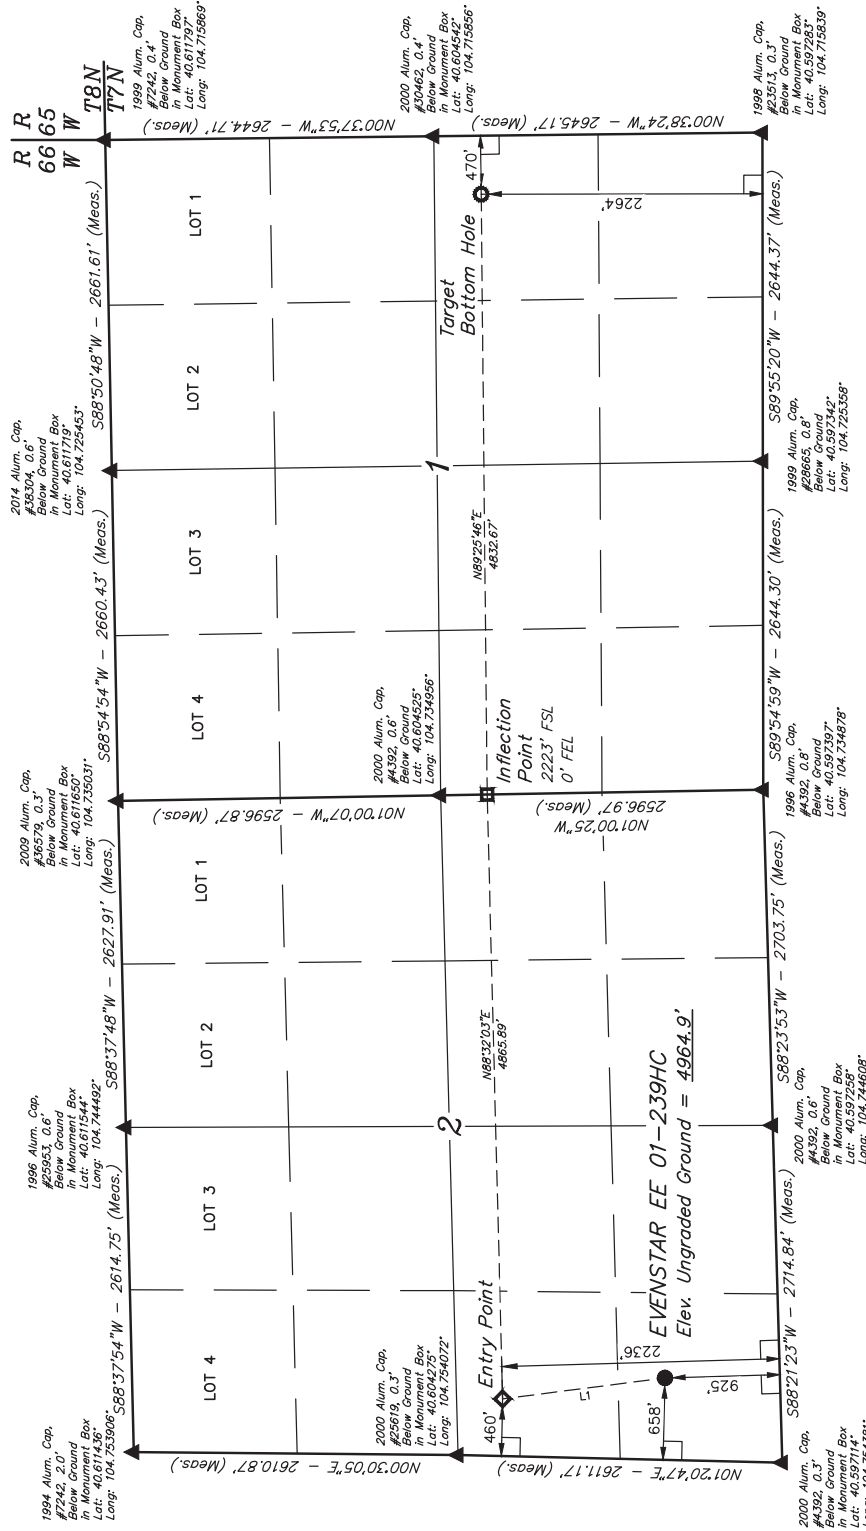 R R
66 65
W W
T8N
T7N
1994 Alum. Cap,
#7242, 2.0'
Below Ground
in Monument Box
Lat: 40.611436°
Long: 104.753906°
S88°37'54"W - 2614.75' (Meas.)
1996 Alum. Cap,
#25953, 0.6'
Below Ground
in Monument Box
Lat: 40.611544°
Long: 104.744492°
S88°37'48"W - 2627.91' (Meas.)
2009 Alum. Cap,
#36579, 0.3'
Below Ground
in Monument Box
Lat: 40.611650°
Long: 104.735031°
S88°54'54"W - 2660.43' (Meas.)
2014 Alum. Cap,
#38304, 0.6'
Below Ground
in Monument Box
Lat: 40.611719°
Long: 104.725453°
S88°50'48"W - 2661.61' (Meas.)
1999 Alum. Cap,
#7242, 0.4'
Below Ground
in Monument Box
Lat: 40.611797°
Long: 104.715869°
LOT 4
LOT 3
LOT 2
LOT 1
LOT 4
LOT 3
LOT 2
LOT 1
N00°30'05"E - 2610.87' (Meas.)
N01°00'07"W - 2596.87' (Meas.)
N00°37'53"W - 2644.71' (Meas.)
2000 Alum. Cap,
#25619, 0.3'
Below Ground
in Monument Box
Lat: 40.604275°
Long: 104.754072°
2
2000 Alum. Cap,
#4392, 0.6'
Below Ground
Lat: 40.604525°
Long: 104.734956°
1
2000 Alum. Cap,
#30462, 0.4'
Below Ground
in Monument Box
Lat: 40.604542°
Long: 104.715856°
Entry Point
460'
N88°32'03"E
4865.89'
Inflection
Point
2223' FSL
0' FEL
N89°25'46"E
4832.67'
Target
Bottom Hole
470'
2264'
N01°20'47"E - 2611.17' (Meas.)
N01°00'25"W
2596.97' (Meas.)
N00°38'24"W - 2645.17' (Meas.)
L1
2236'
658'
925'
EVENSTAR EE 01-239HC
Elev. Ungraded Ground = 4964.9'
S88°21'23"W - 2714.84' (Meas.)
S88°23'53"W - 2703.75' (Meas.)
S89°54'59"W - 2644.30' (Meas.)
S89°55'20"W - 2644.37' (Meas.)
2000 Alum. Cap,
#4392, 0.3'
Below Ground
in Monument Box
Lat: 40.597114°
2000 Alum. Cap,
#4392, 0.6'
Below Ground
in Monument Box
Lat: 40.597258°
Long: 104.744608°
1996 Alum. Cap,
#4392, 0.8'
Below Ground
Lat: 40.597397°
Long: 104.734878°
1999 Alum. Cap,
#28665, 0.8'
Below Ground
Lat: 40.597342°
Long: 104.725358°
1998 Alum. Cap,
#23513, 0.3'
Below Ground
in Monument Box
Lat: 40.597283°
Long: 104.715839°